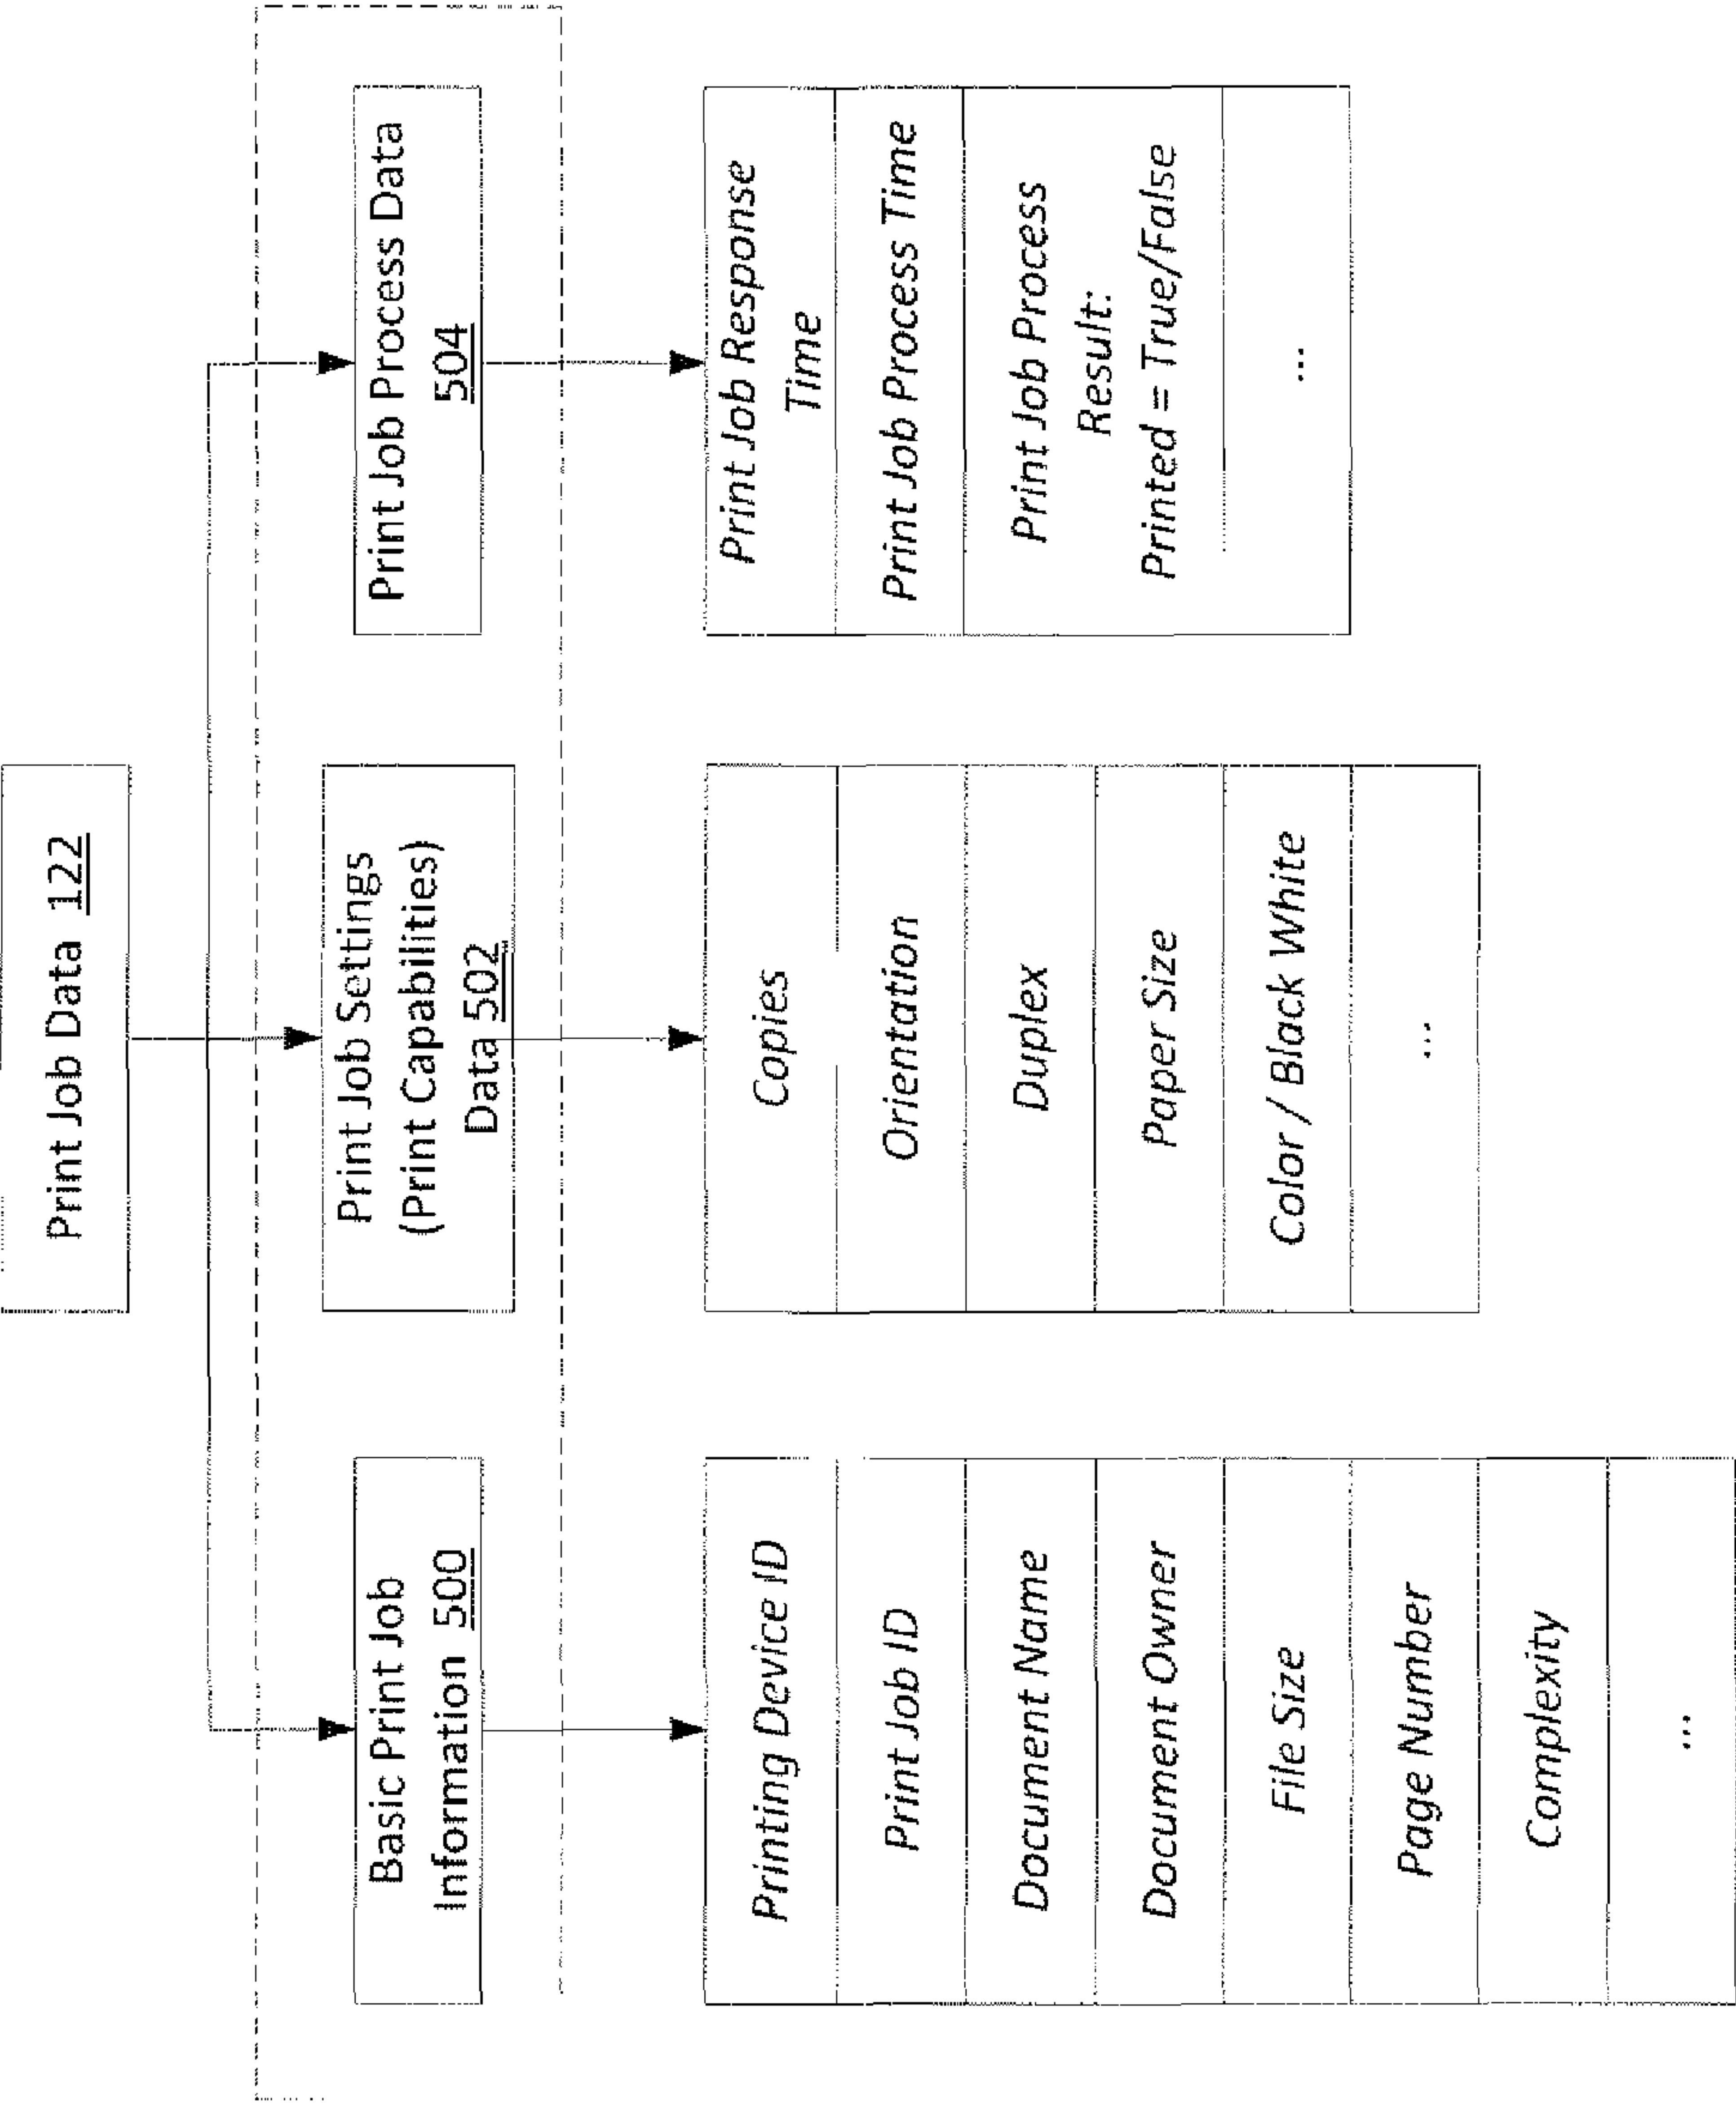 Print Job Data 122
Basic Print Job
Information 500
Print Job Settings
(Print Capabilities)
Data 502
Print Job Process Data
504
Printing Device ID
Print Job ID
Document Name
Document Owner
File Size
Page Number
Complexity
...
Copies
Orientation
Duplex
Paper Size
Color / Black White
...
Print Job Response
Time
Print Job Process Time
Print Job Process
Result:
Printed = True/False
...